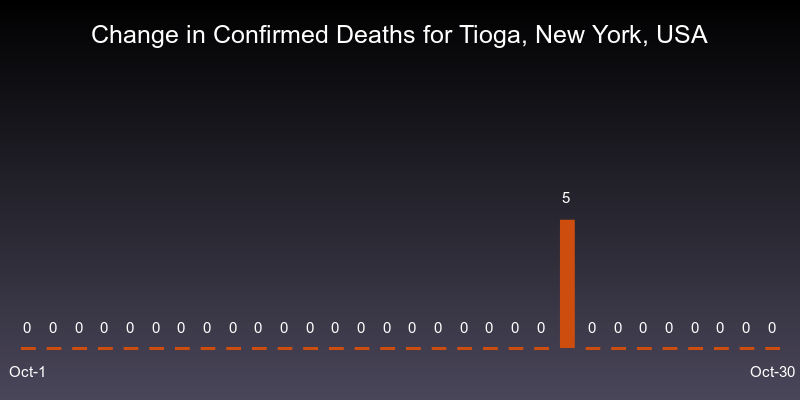 Change in Confirmed Deaths for Tioga, New York, USA
5
0 0 0 0 0 0 0 0 0 0 0 0 0 0 0 0 0 0 0 0 0 0 0 0 0 0 0 0 0
Oct-1 Oct-30